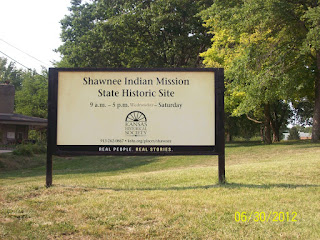 Shawnee Indian Mission
State Historic Site
9 a.m. - 5 p.m. Wednesday - Saturday
KANSAS
HISTORICAL
SOCIETY
REAL PEOPLE. REAL STORIES.
05/30/2012